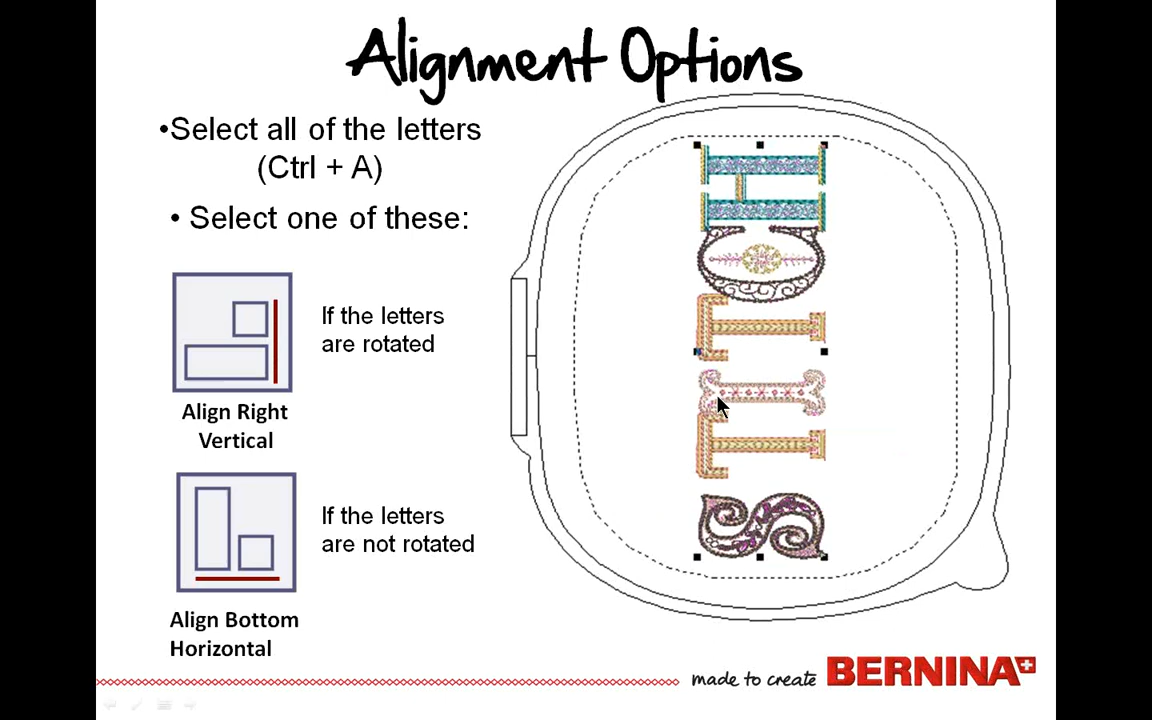 Alignment Options
•Select all of the letters
(Ctrl + A)
• Select one of these:
If the letters
are rotated
Align Right
Vertical
If the letters
are not rotated
Align Bottom
Horizontal
STITCH
made to create BERNINA